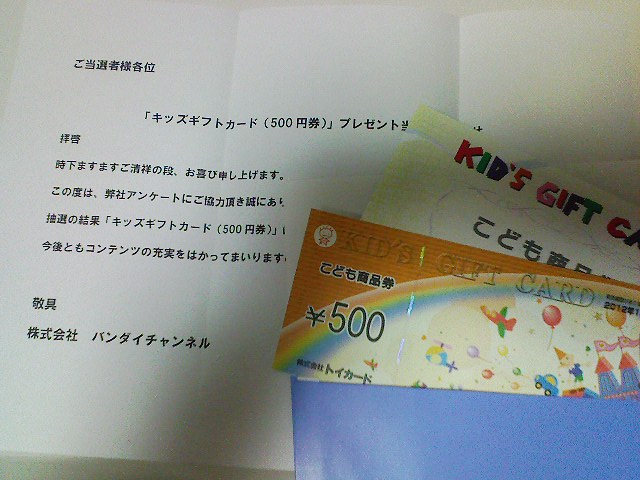 ご当選者様各位
「キッズギフトカード（500円券）」プレゼント
拝啓
時下ますますご清祥の段、お喜び申し上げます。
この度は、弊社アンケートにご協力頂き誠にあり
抽選の結果「キッズギフトカード（500円券）」
今後ともコンテンツの充実をはかってまいります
敬具
株式会社 バンダイチャンネル
KID'S GIFT CA
こども商品
KID'S GIFT CARD
こども商品券
2012年
¥500
株式会社トイカード